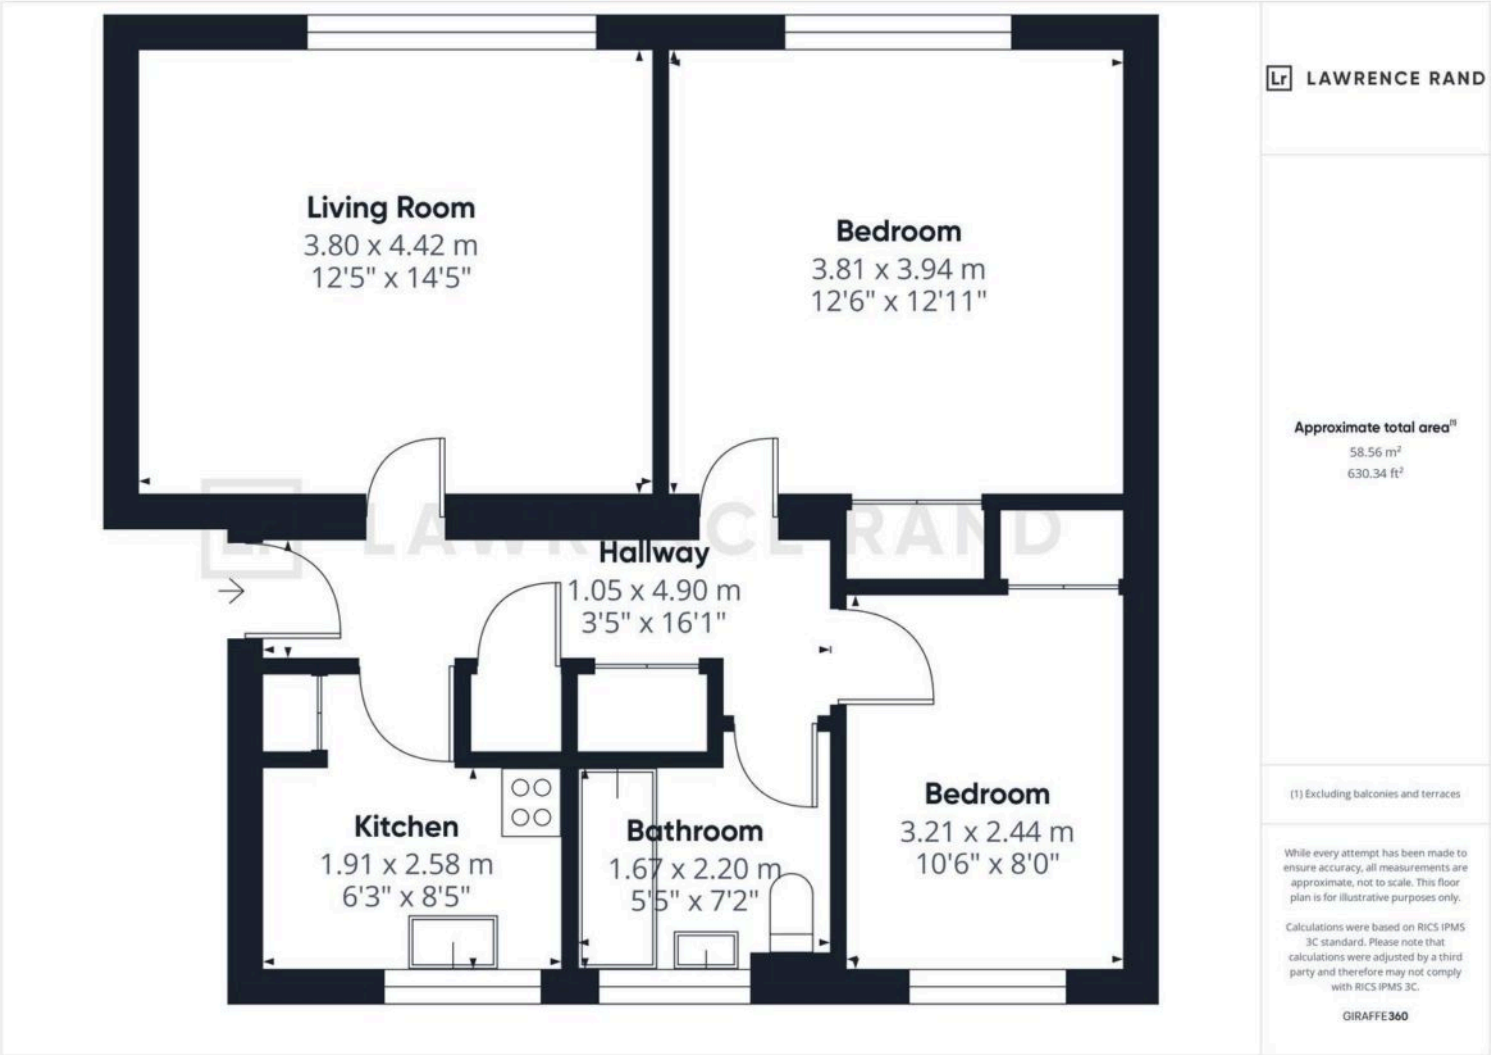 Living Room
3.80 x 4.42 m
12'5" x 14'5"
Bedroom
3.81 x 3.94 m
12'6" x 12'11"
Lr LAWRENCE RAND
Hallway
1.05 x 4.90 m
3'5" x 16'1"
Kitchen
1.91 x 2.58 m
6'3" x 8'5"
Bathroom
1.67 x 2.20 m
5'5" x 7'2"
Bedroom
3.21 x 2.44 m
10'6" x 8'0"
Lr LAWRENCE RAND
Approximate total area(1)
58.56 m²
630.34 ft²
(1) Excluding balconies and terraces
While every attempt has been made to
ensure accuracy, all measurements are
approximate, not to scale. This floor
plan is for illustrative purposes only.
Calculations were based on RICS IPMS
3C standard. Please note that
calculations were adjusted by a third
party and therefore may not comply
with RICS IPMS 3C.
GIRAFFE360